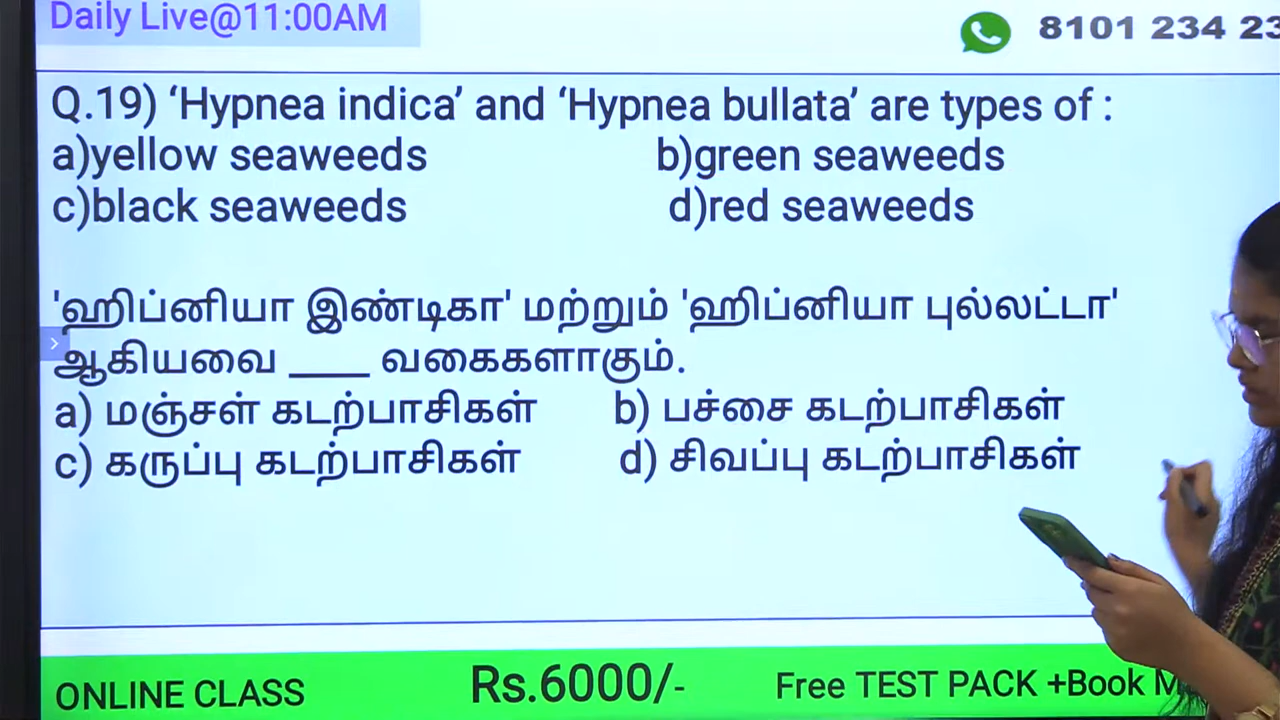 Daily Live@11:00AM
8101 234 23
Q.19) ‘Hypnea indica’ and ‘Hypnea bullata’ are types of :
a)yellow seaweeds b)green seaweeds
c)black seaweeds d)red seaweeds
'ஹிப்னியா இண்டிகா' மற்றும் 'ஹிப்னியா புல்லட்டா'
ஆகியவை ____ வகைகளாகும்.
a) மஞ்சள் கடற்பாசிகள் b) பச்சை கடற்பாசிகள்
c) கருப்பு கடற்பாசிகள் d) சிவப்பு கடற்பாசிகள்
ONLINE CLASS Rs.6000/- Free TEST PACK +Book